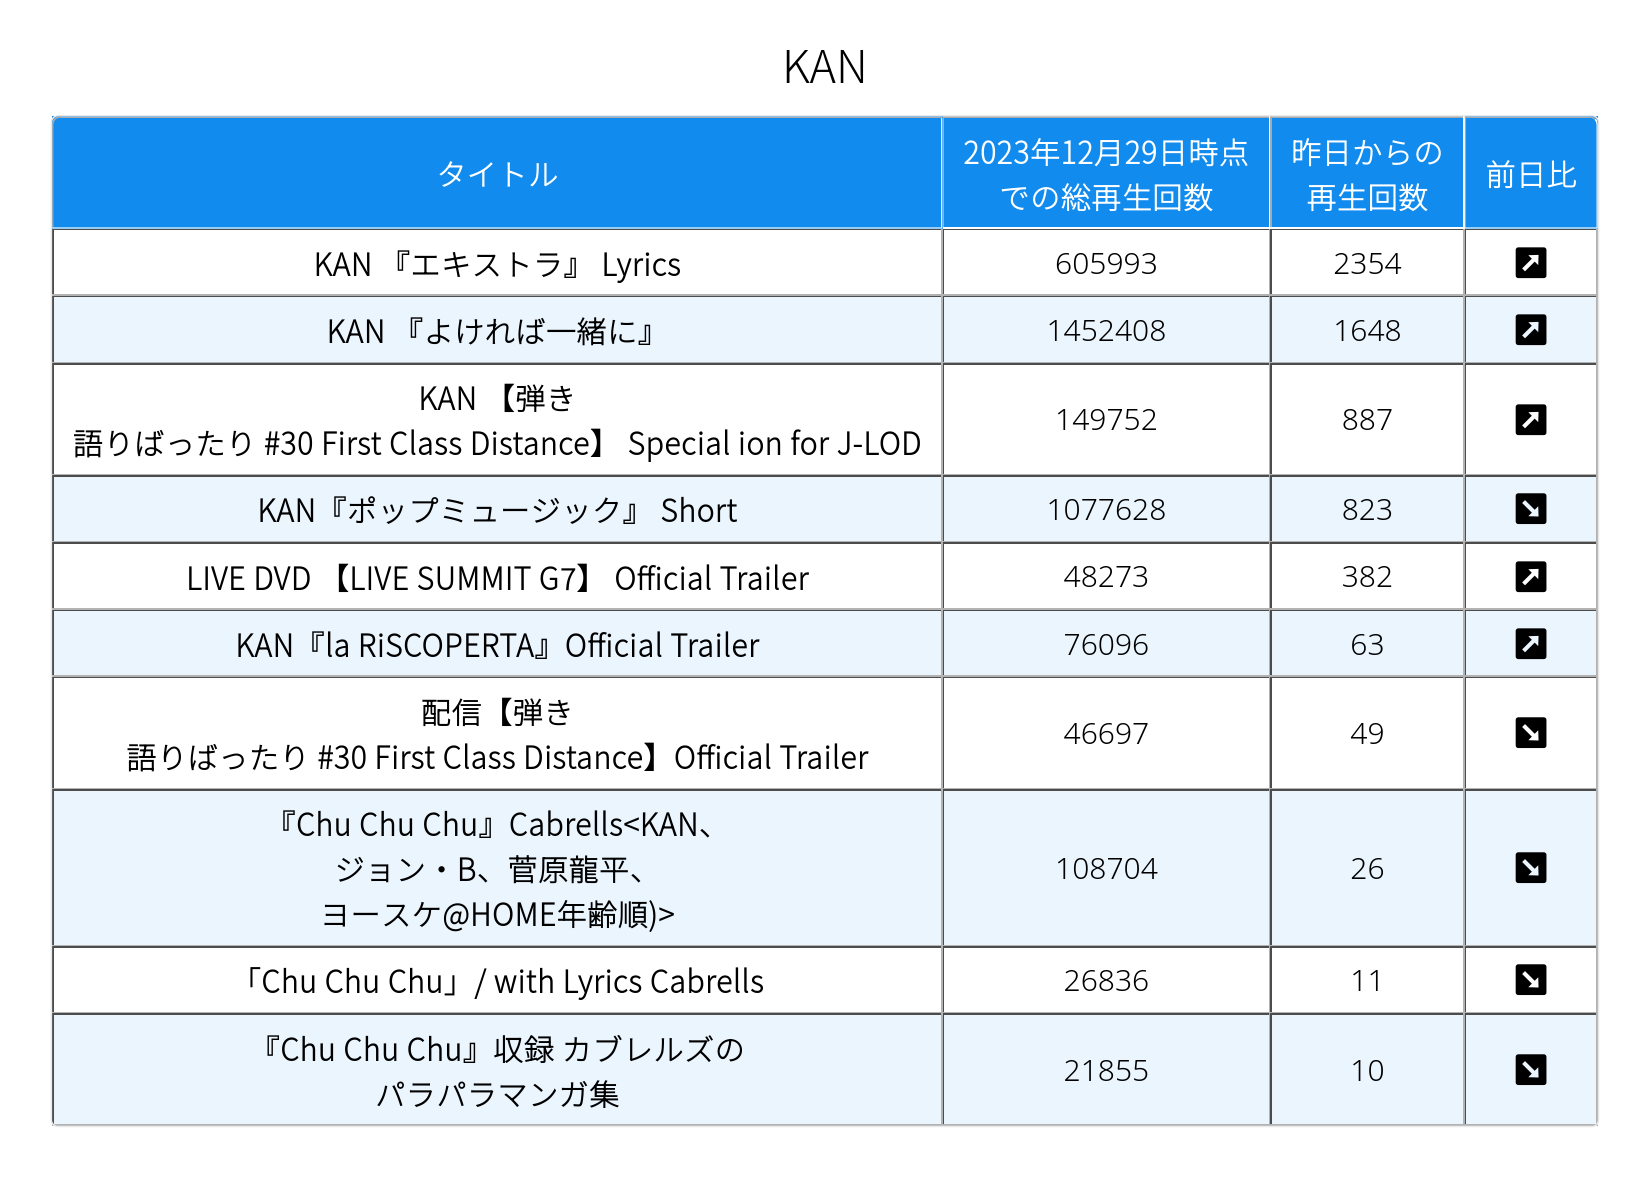 KAN
タイトル
2023年12月29日時点
での総再生回数
昨日からの
再生回数
前日比
KAN 『エキストラ』 Lyrics
605993
2354
KAN 『よければ一緒に』
1452408
1648
KAN 【弾き
語りばったり #30 First Class Distance】 Special ion for J-LOD
149752
887
KAN『ポップミュージック』 Short
1077628
823
LIVE DVD 【LIVE SUMMIT G7】 Official Trailer
48273
382
KAN『la RiSCOPERTA』Official Trailer
76096
63
配信【弾き
語りばったり #30 First Class Distance】Official Trailer
46697
49
『Chu Chu Chu』Cabrells<KAN、
ジョン・B、菅原龍平、
ヨースケ@HOME年齢順)>
108704
26
「Chu Chu Chu」/ with Lyrics Cabrells
26836
11
『Chu Chu Chu』収録 カブレルズの
パラパラマンガ集
21855
10